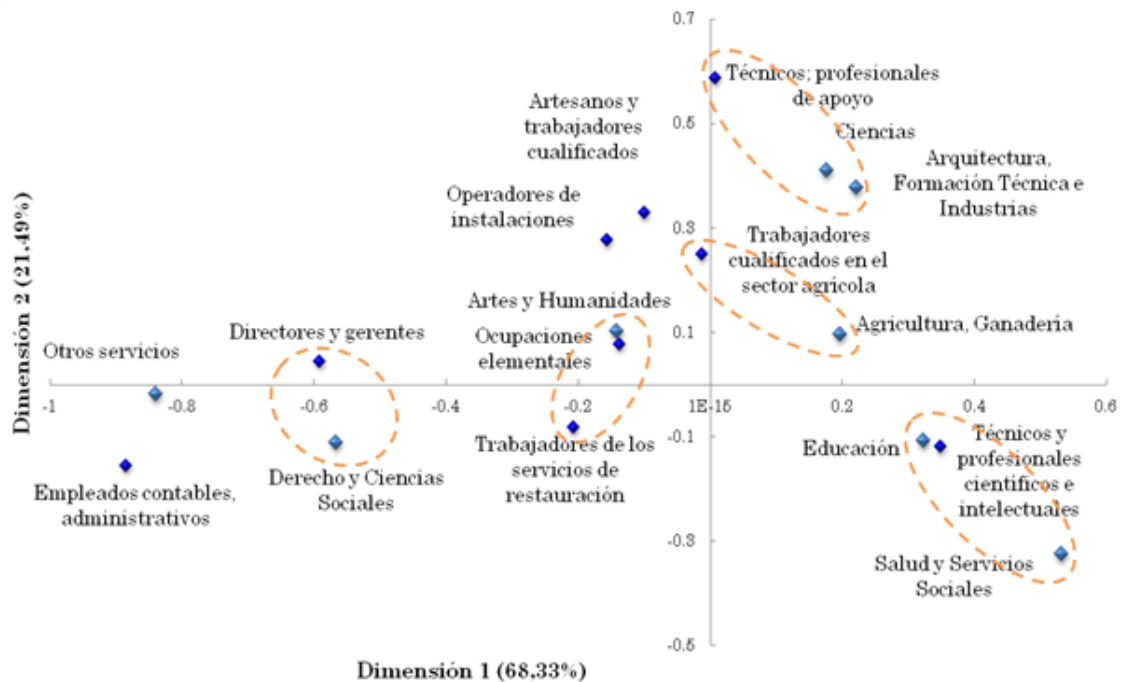 0.7
Técnicos; profesionales
de apoyo
Artesanos y
trabajadores
cualificados
0.5
Ciencias
Arquitectura,
Formación Técnica e
Industrias
Operadores de
instalaciones
0.3
Trabajadores
cualificados en el
sector agrícola
Artes y Humanidades
Directores y gerentes
Ocupaciones
elementales
0.1
Agricultura, Ganadería
Otros servicios
-1
-0.8
-0.6
-0.4
-0.2
1E-16
0.2
0.4
0.6
-0.1
Educación
Técnicos y
profesionales
científicos e
intelectuales
Trabajadores de los
servicios de
restauración
Derecho y Ciencias
Sociales
Empleados contables,
administrativos
-0.3
Salud y Servicios
Sociales
-0.5
Dimensión 2 (21.49%)
Dimensión 1 (68.33%)